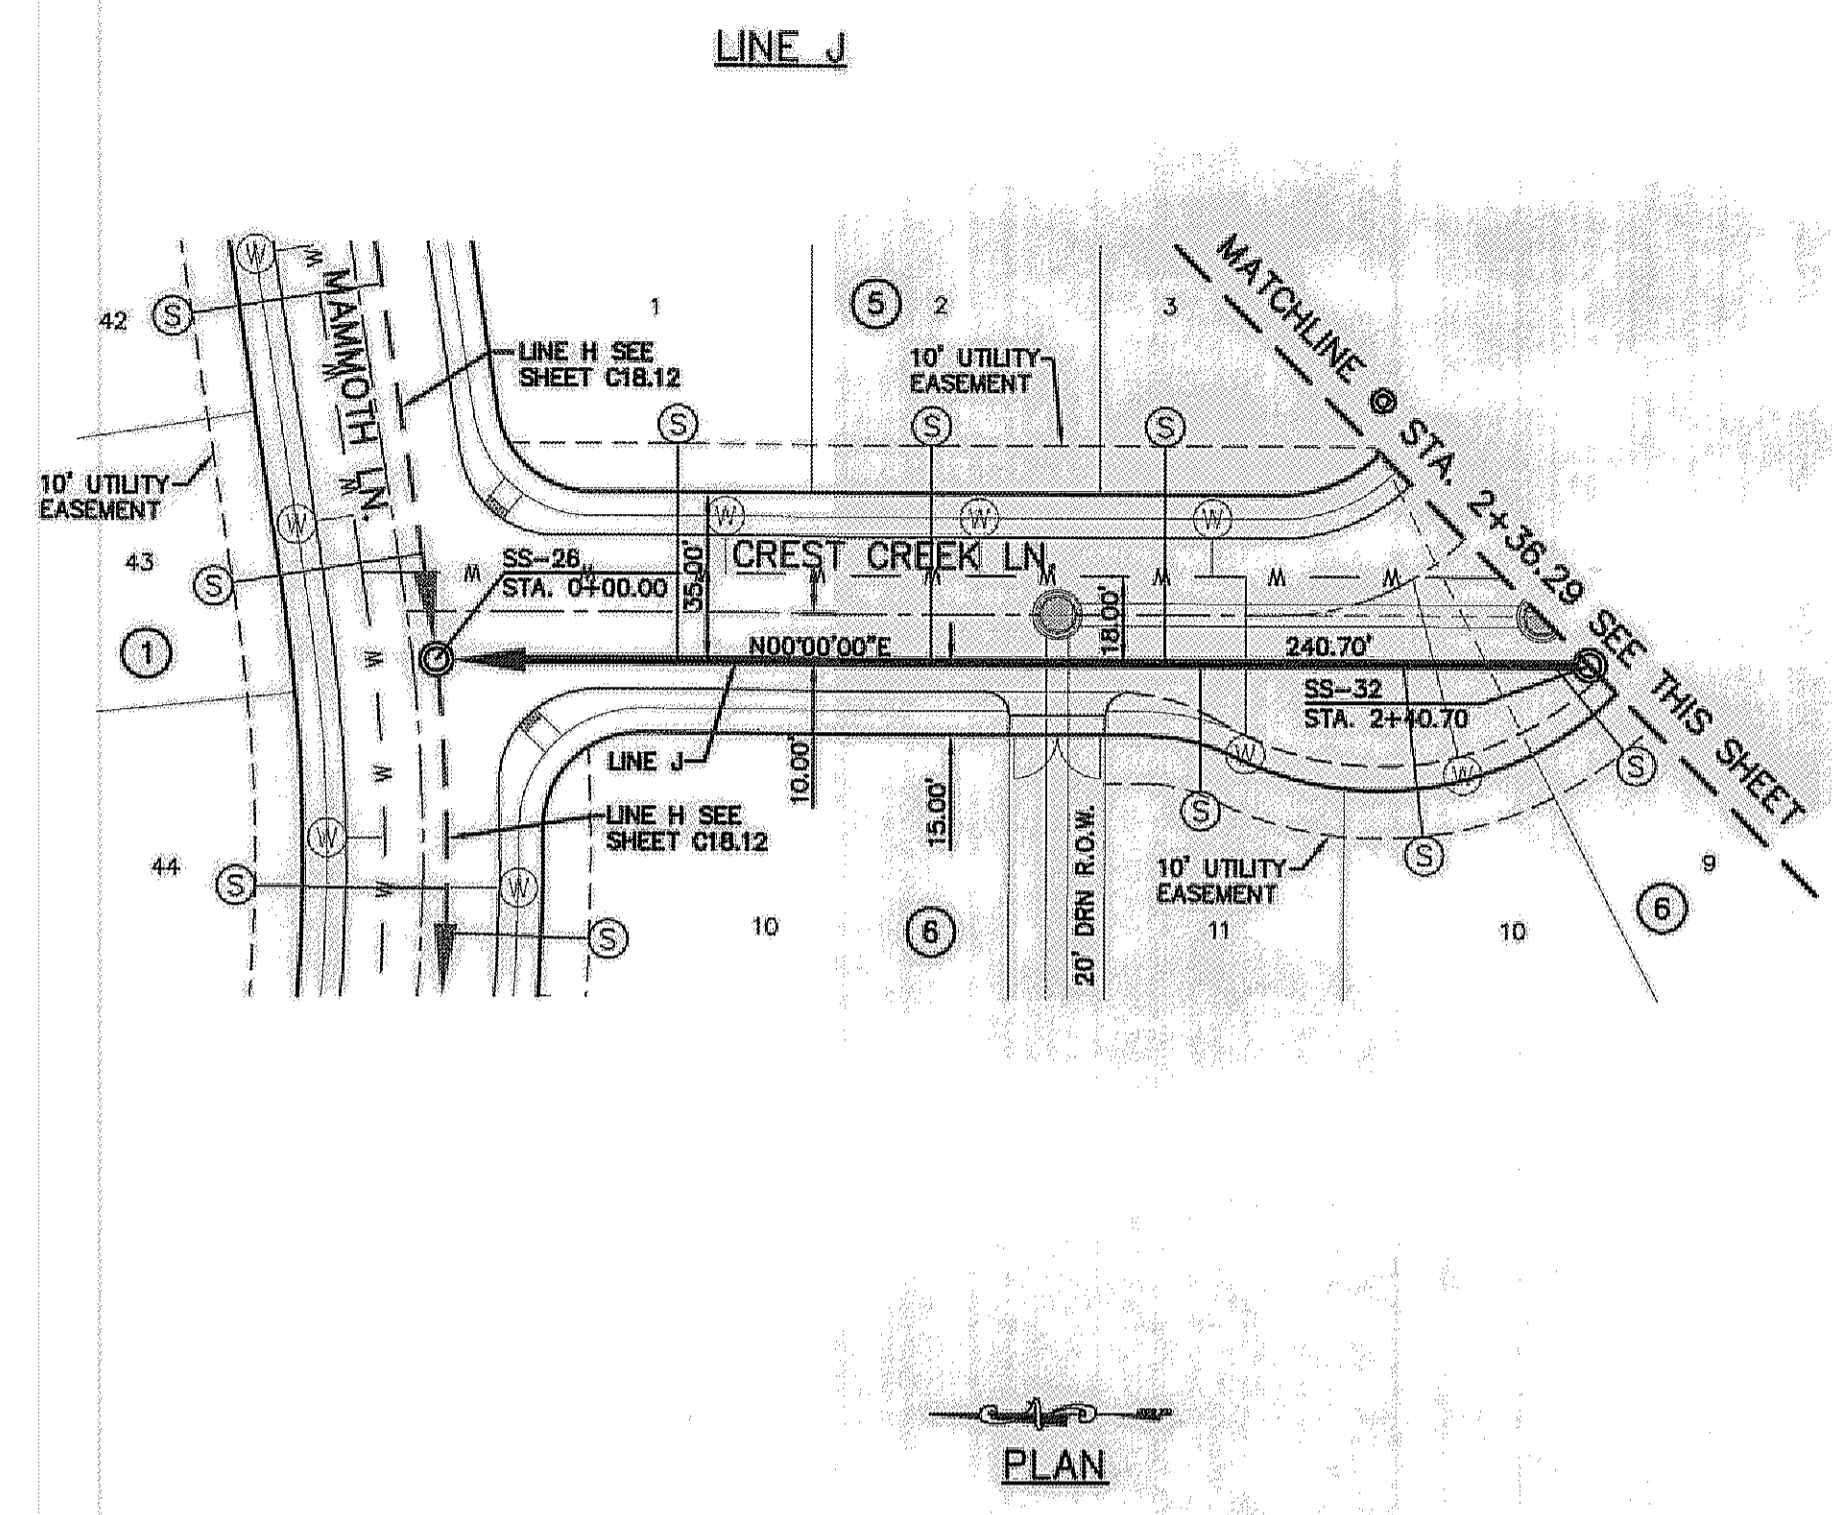 LINE J
MATCHLINE @ STA. 2+36.29 SEE THIS SHEET
W
W
MAMMOTH LN.
1
5
2
3
42
S
LINE H SEE
SHEET C18.12
10' UTILITY
EASEMENT
W
S
S
S
10' UTILITY
EASEMENT
W
W
W
W
W
43
S
SS-26
STA. 0+00.00
35.00'
CREST CREEK LN.
W
W
W
W
W
W
W
W
18.00'
1
W
N00°00'00"E
240.70'
SS-32
STA. 2+40.70
LINE J
10.00'
15.00'
W
W
W
S
S
LINE H SEE
SHEET C18.12
W
44
S
W
W
20' DRN R.O.W.
10' UTILITY
EASEMENT
S
9
6
S
10
6
11
10
PLAN